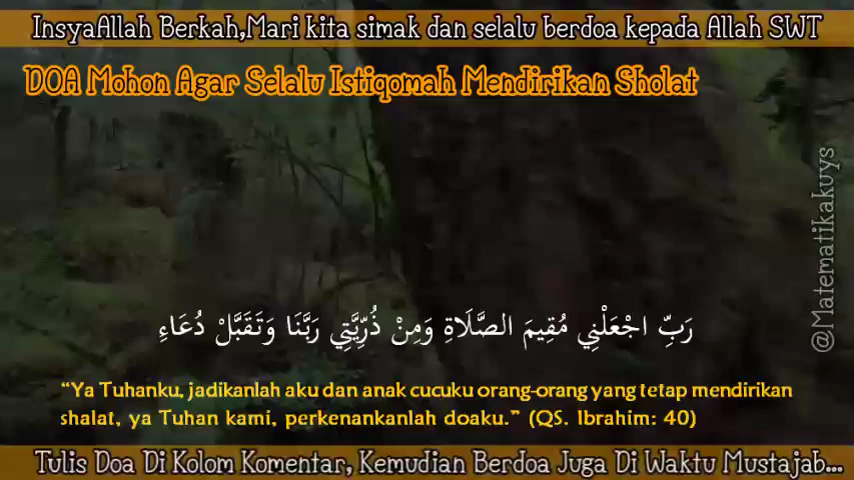 InsyaAllah Berkah,Mari kita simak dan selalu berdoa kepada Allah SWT
DOA Mohon Agar Selalu Istiqomah Mendirikan Sholat
@Matematikakuys
رَبِّ اجْعَلْنِي مُقِيمَ الصَّلَاةِ وَمِنْ ذُرِّيَّتِي رَبَّنَا وَتَقَبَّلْ دُعَاءِ
“Ya Tuhanku, jadikanlah aku dan anak cucuku orang-orang yang tetap mendirikan
shalat, ya Tuhan kami, perkenankanlah doaku.” (QS. Ibrahim: 40)
Tulis Doa Di Kolom Komentar, Kemudian Berdoa Juga Di Waktu Mustajab...